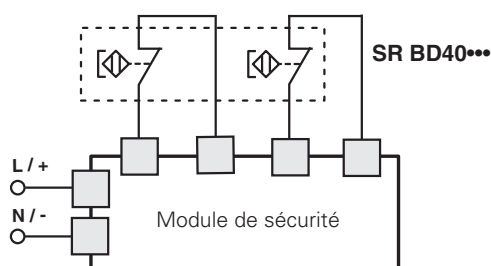 SR BD40•••
L / +
N / -
Module de sécurité